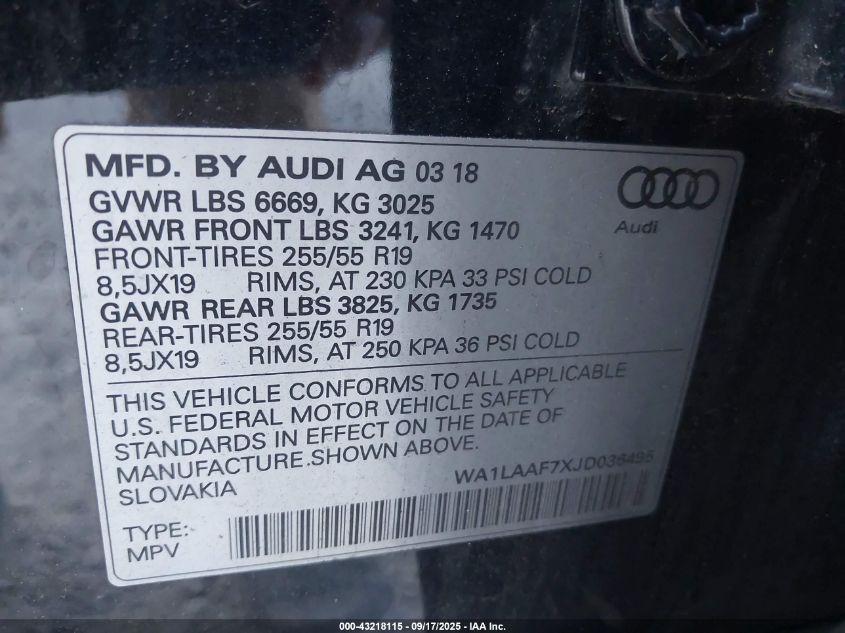 MFD. BY AUDI AG 03 18
GVWR LBS 6669, KG 3025
GAWR FRONT LBS 3241, KG 1470
FRONT-TIRES 255/55 R19
8,5JX19 RIMS, AT 230 KPA 33 PSI COLD
GAWR REAR LBS 3825, KG 1735
REAR-TIRES 255/55 R19
8,5JX19 RIMS, AT 250 KPA 36 PSI COLD
Audi
THIS VEHICLE CONFORMS TO ALL APPLICABLE
U.S. FEDERAL MOTOR VEHICLE SAFETY
STANDARDS IN EFFECT ON THE DATE OF
MANUFACTURE.SHOWN ABOVE.
SLOVAKIA
WA1LAAF7XJD036495
TYPE:
MPV
000-43218115 - 09/17/2025 - IAA Inc.